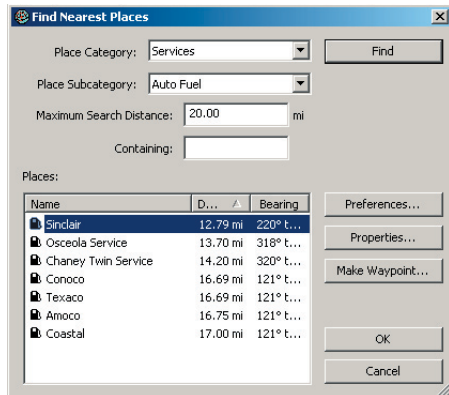 Find Nearest Places
Place Category: Services Find
Place Subcategory: Auto Fuel
Maximum Search Distance: 20.00 mi
Containing:
Places:
Name D... Bearing Preferences...
Sinclair 12.79 mi 220° t...
Osceola Service 13.70 mi 318° t... Properties...
Chaney Twin Service 14.20 mi 320° t...
Conoco 16.69 mi 121° t... Make Waypoint...
Texaco 16.69 mi 121° t...
Amoco 16.75 mi 121° t...
Coastal 17.00 mi 121° t...
OK
Cancel